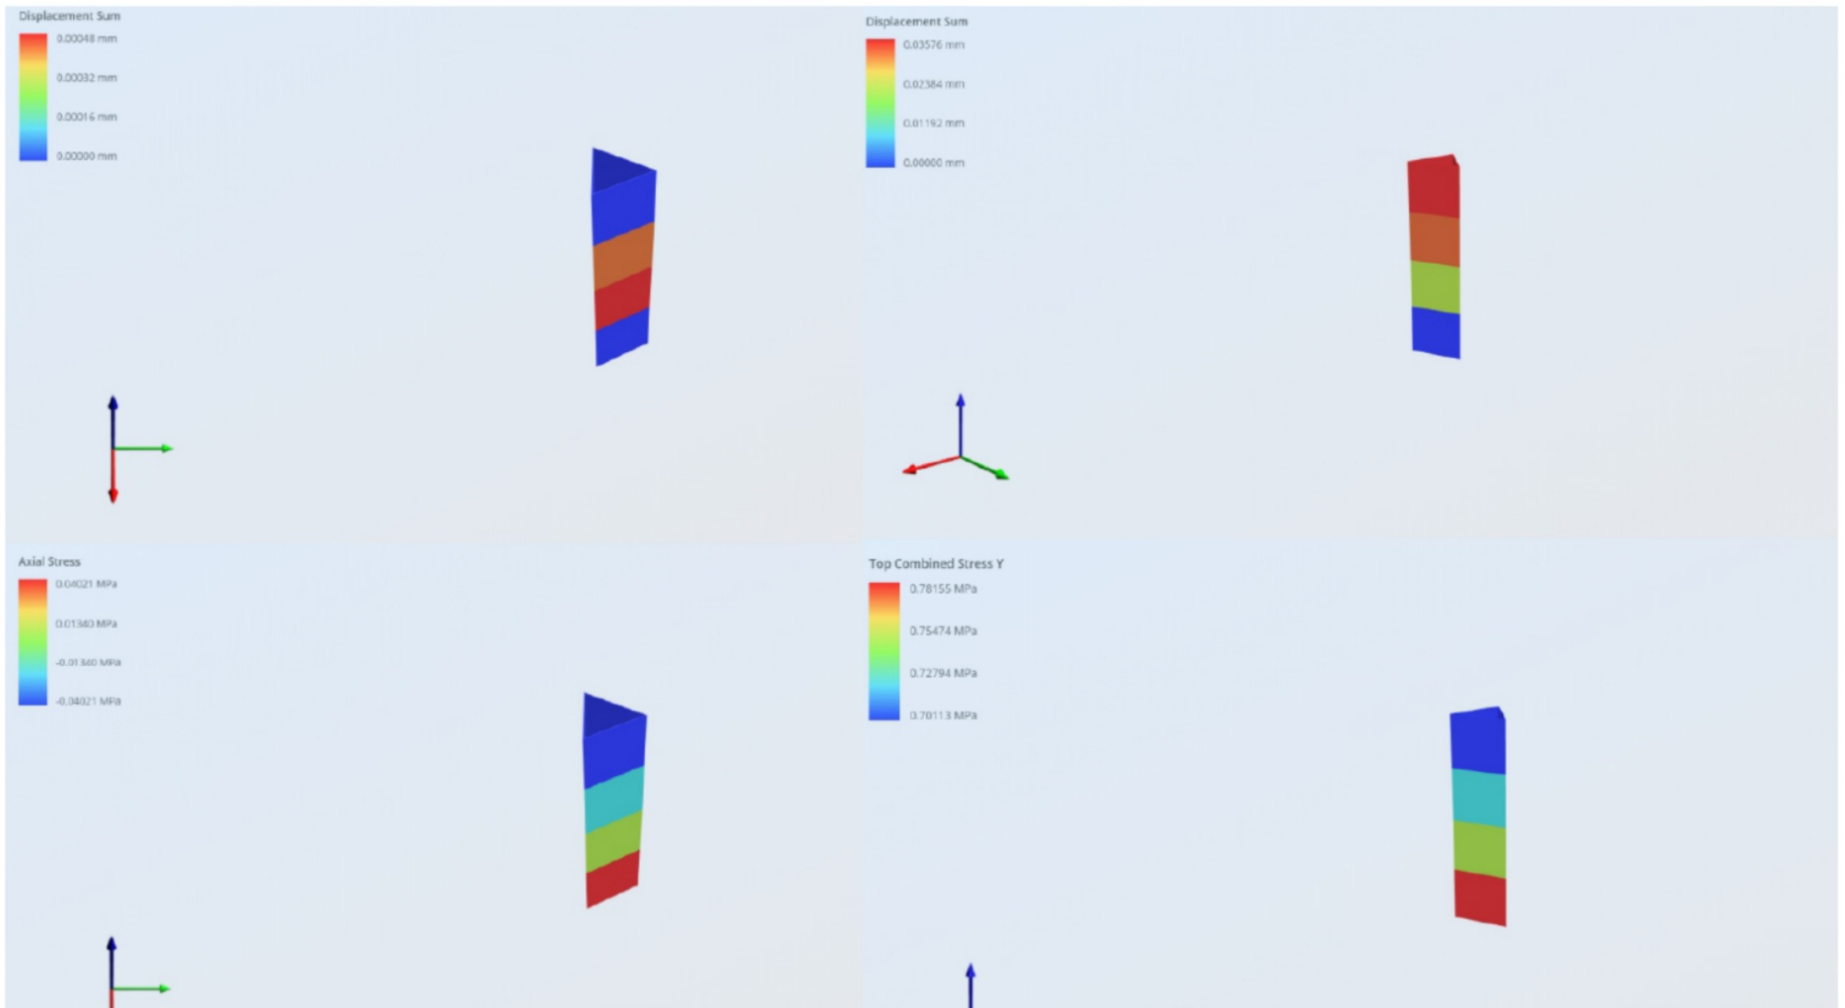 Displacement Sum
0.00048 mm
0.00032 mm
0.00016 mm
0.00000 mm
Displacement Sum
0.03576 mm
0.02384 mm
0.01192 mm
0.00000 mm
Axial Stress
0.04021 MPa
0.01340 MPa
-0.01340 MPa
-0.04021 MPa
Top Combined Stress Y
0.78155 MPa
0.75474 MPa
0.72794 MPa
0.70113 MPa